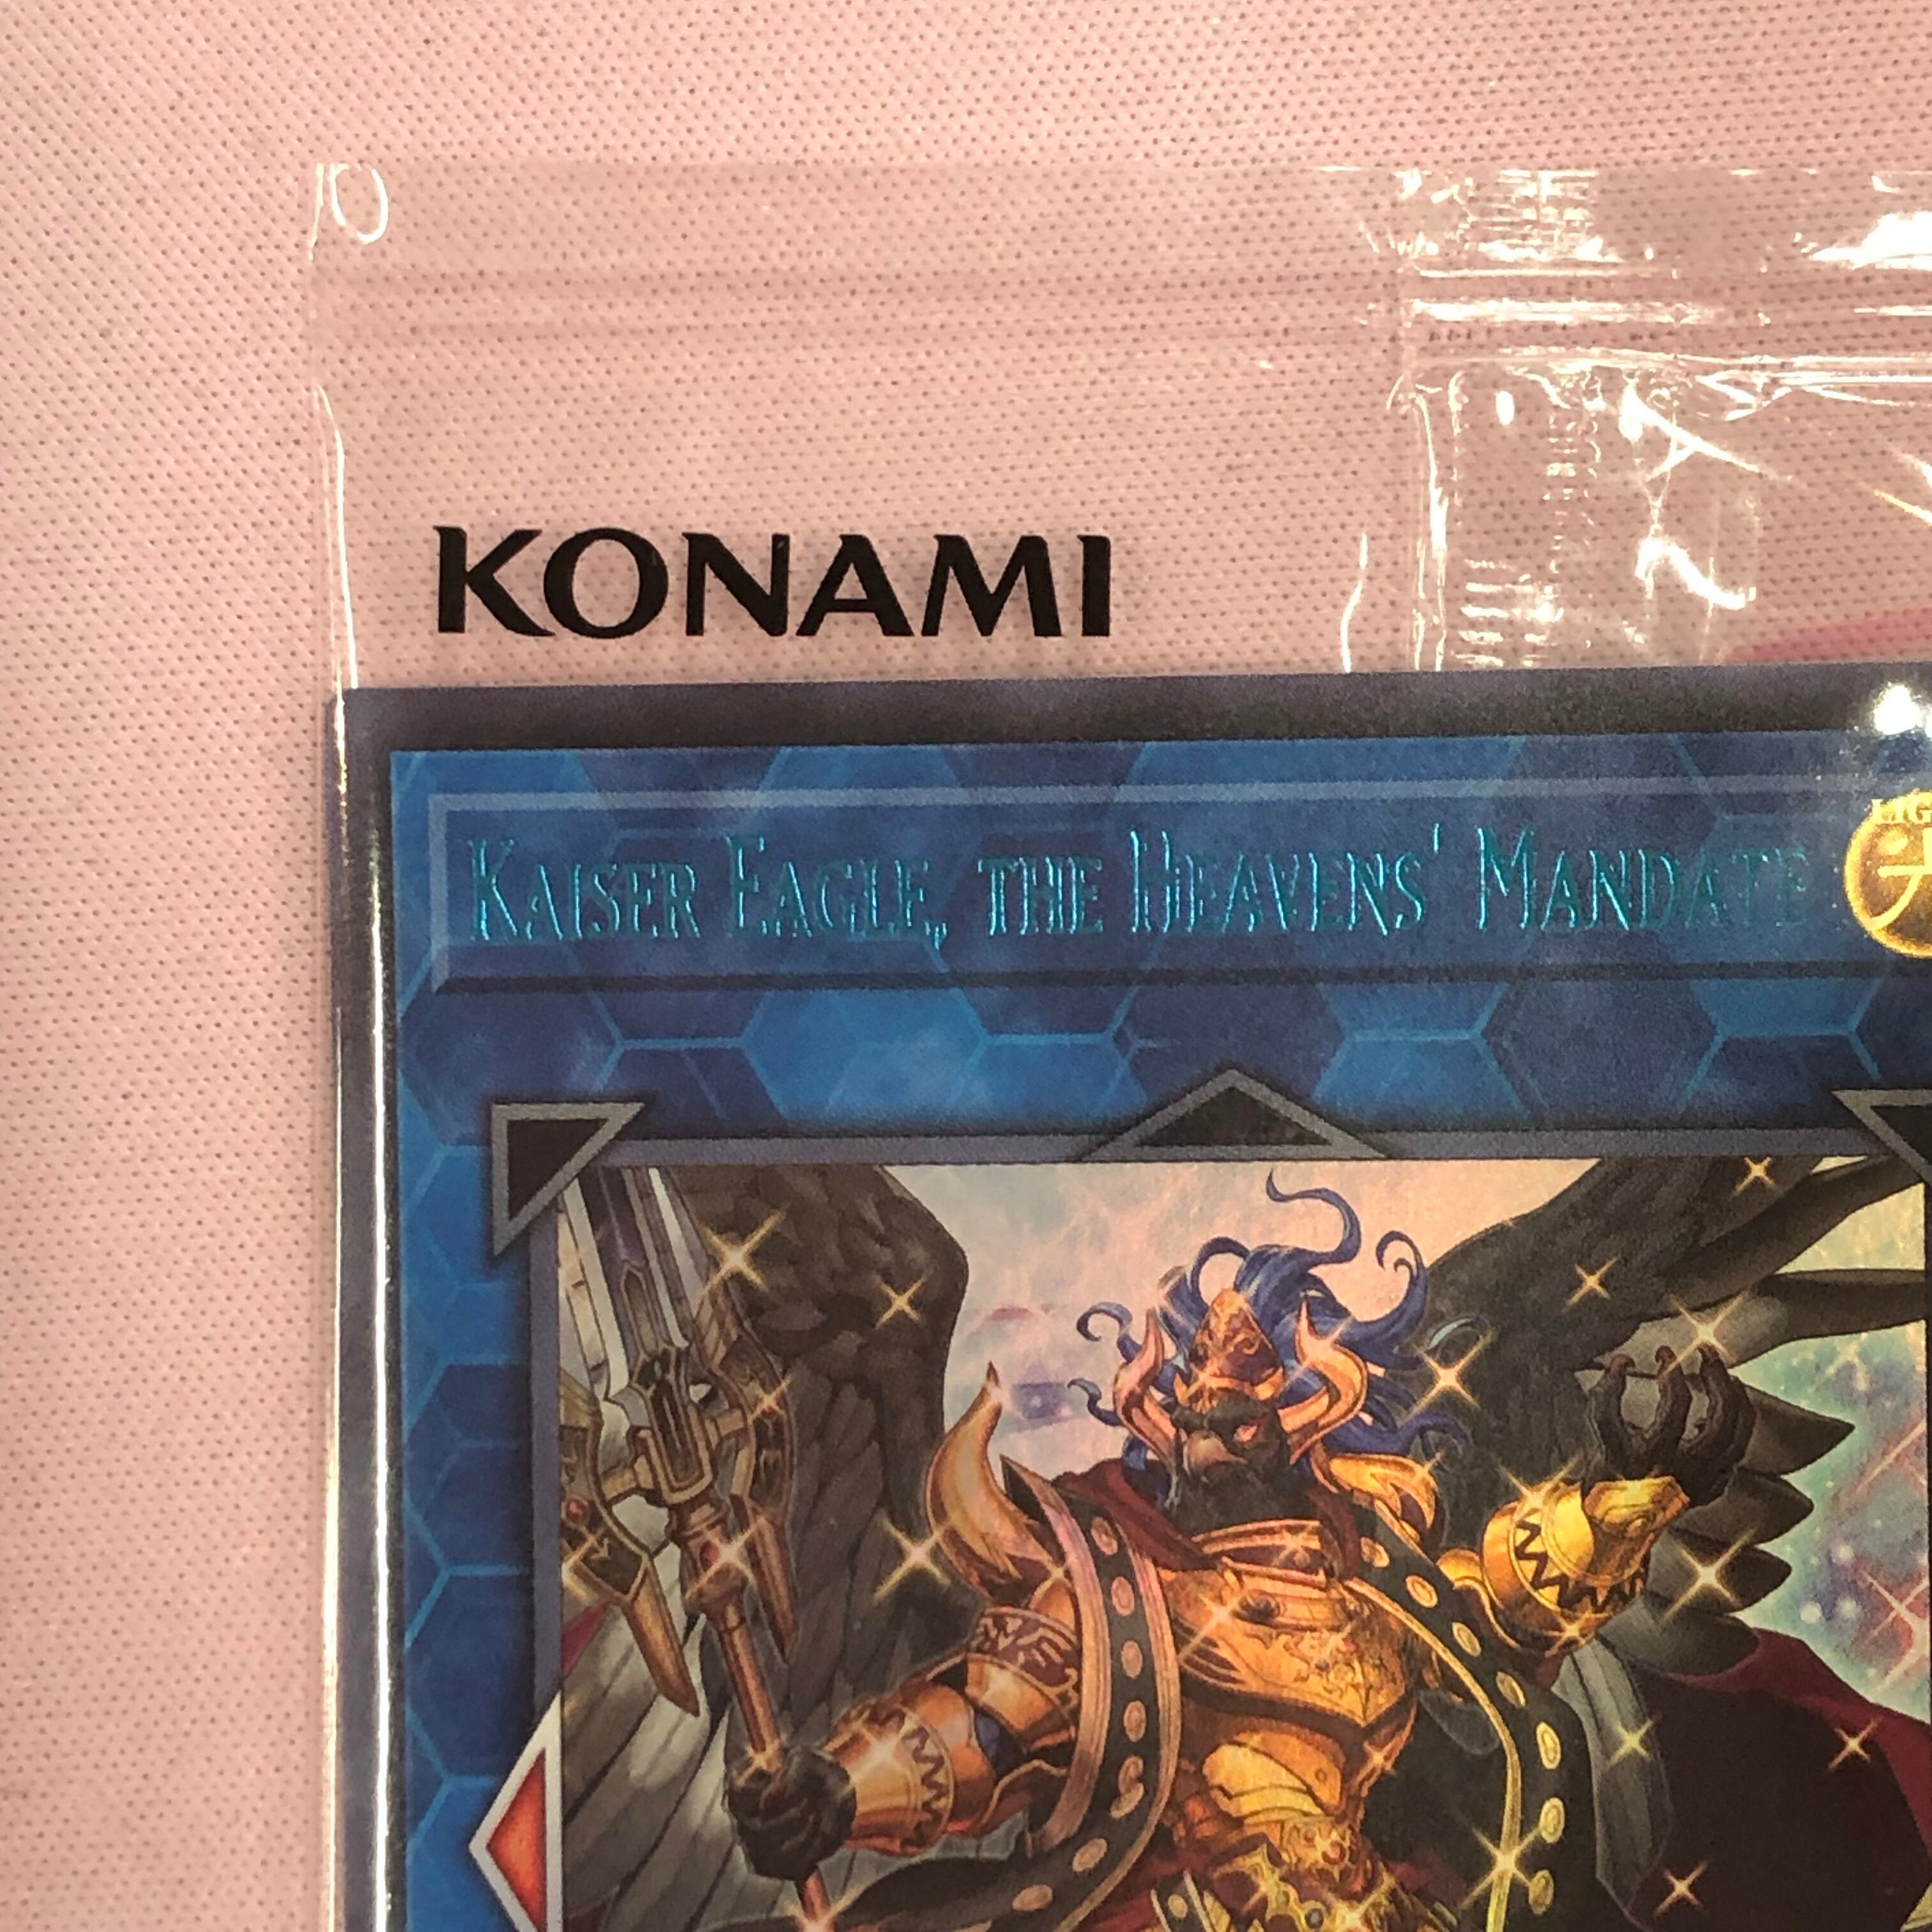 KONAMI
KAISER EAGLE, THE HEAVENS' MANDATE